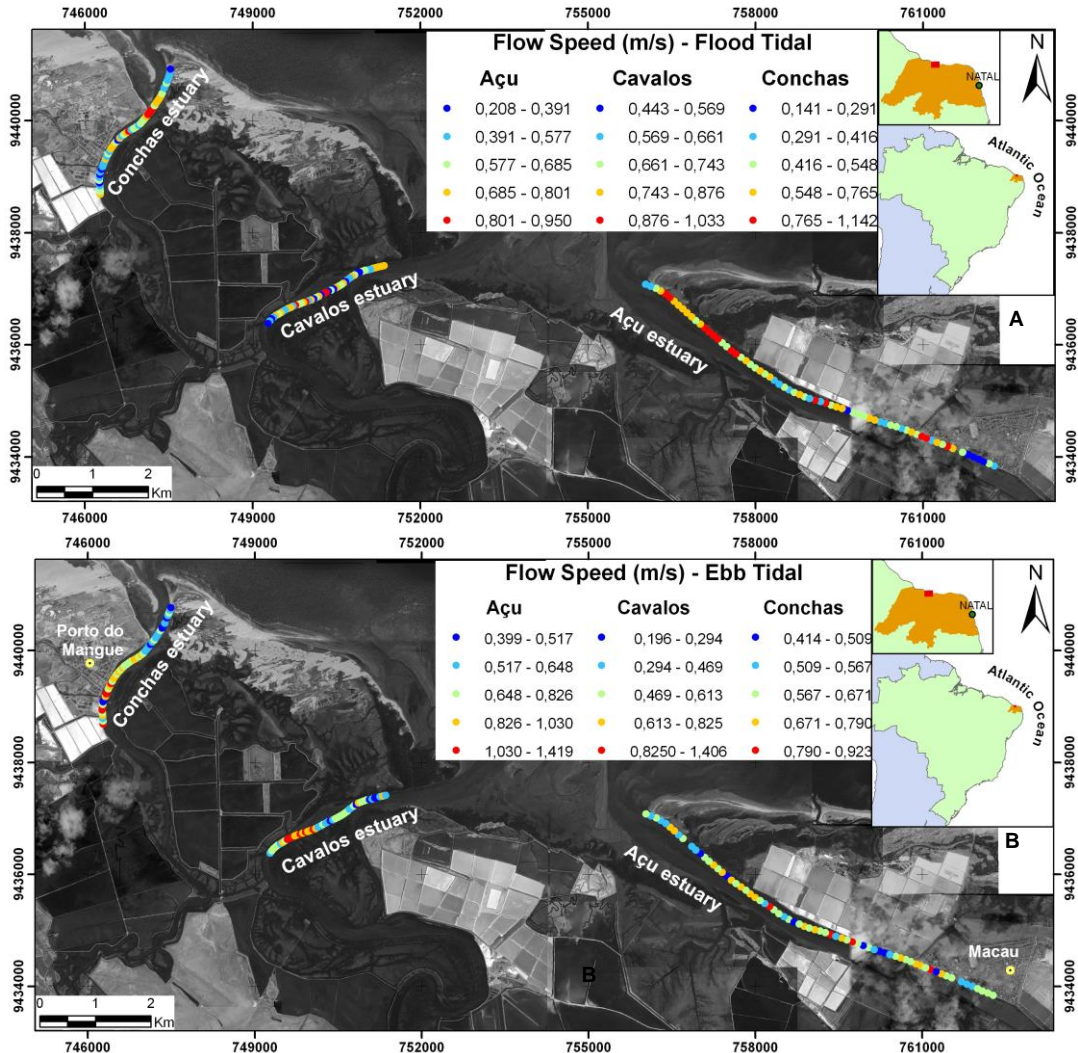 746000 749000 752000 755000 758000 761000
Flow Speed (m/s) - Flood Tidal
Açu Cavalos Conchas
0,208 - 0,391 0,443 - 0,569 0,141 - 0,291
0,391 - 0,577 0,569 - 0,661 0,291 - 0,416
0,577 - 0,685 0,661 - 0,743 0,416 - 0,548
0,685 - 0,801 0,743 - 0,876 0,548 - 0,765
0,801 - 0,950 0,876 - 1,033 0,765 - 1,142
NATAL
N
Atlantic Ocean
9440000 9440000
9438000 9438000
9436000 9436000
9434000 9434000
Conchas estuary
Cavalos estuary
Açu estuary
A
0 1 2
Km
746000 749000 752000 755000 758000 761000
Flow Speed (m/s) - Ebb Tidal
Açu Cavalos Conchas
0,399 - 0,517 0,196 - 0,294 0,414 - 0,509
0,517 - 0,648 0,294 - 0,469 0,509 - 0,567
0,648 - 0,826 0,469 - 0,613 0,567 - 0,671
0,826 - 1,030 0,613 - 0,825 0,671 - 0,790
1,030 - 1,419 0,8250 - 1,406 0,790 - 0,923
NATAL
N
Atlantic Ocean
9440000 9440000
9438000 9438000
9436000 9436000
9434000 9434000
Porto do
Mangue
Conchas estuary
Cavalos estuary
Açu estuary
B
Macau
B
0 1 2
Km
746000 749000 752000 755000 758000 761000